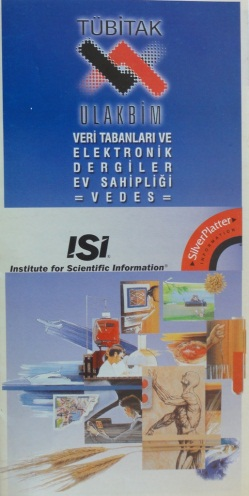 TÜBİTAK
ULAKBİM
VERİ TABANLARI VE
ELEKTRONİK
DERGİLER
EV SAHİPLİĞİ
= VEDES =
SilverPlatter
INFORMATION
ISI®
Institute for Scientific Information®